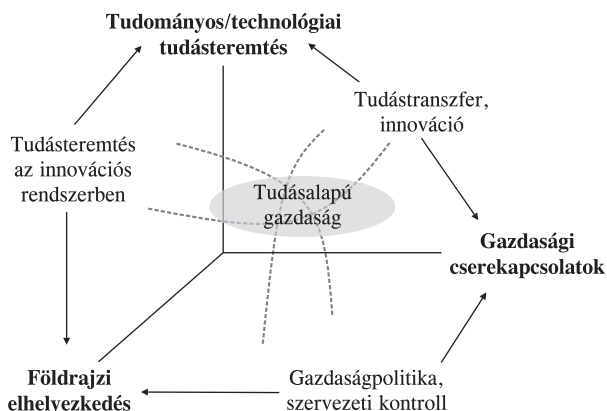 Tudományos/technológiai
tudásteremtés
Tudástranszfer,
innováció
Tudásteremtés
az innovációs
rendszerben
Tudásalapú
gazdaság
Gazdasági
cserekapcsolatok
Földrajzi
elhelyezkedés
Gazdaságpolitika,
szervezeti kontroll